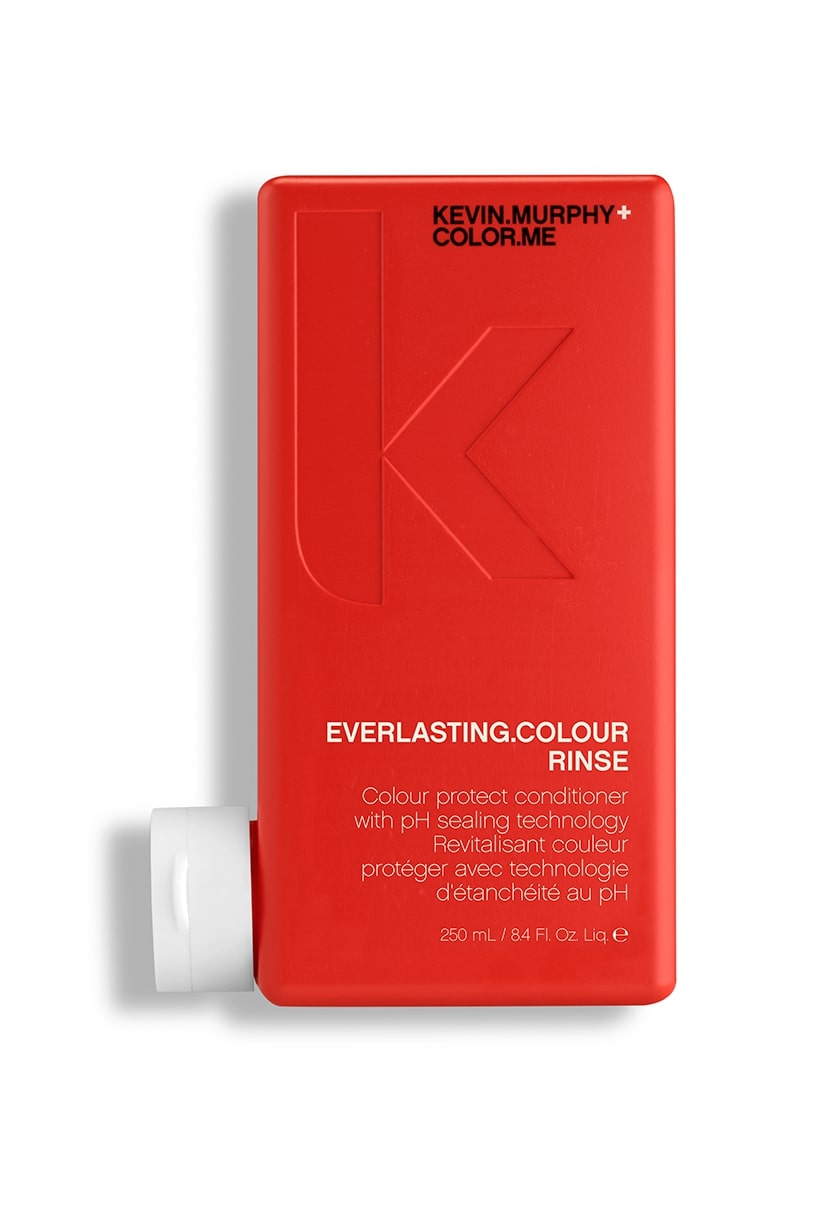 KEVIN.MURPHY+
COLOR.ME
EVERLASTING.COLOUR
RINSE
Colour protect conditioner
with pH sealing technology
Revitalisant couleur
protéger avec technologie
d'étanchéité au pH
250 mL / 8.4 Fl. Oz. Liq. ℮